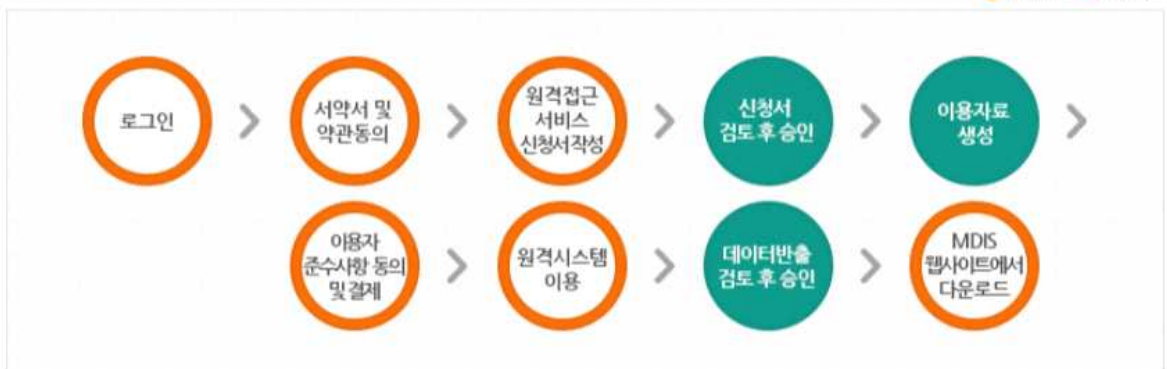 로그인
서약서 및
약관동의
원격접근
서비스
신청서작성
신청서
검토 후 승인
이용자료
생성
이용자
준수사항 동의
및 결제
원격시스템
이용
데이터반출
검토 후 승인
MDIS
웹사이트에서
다운로드